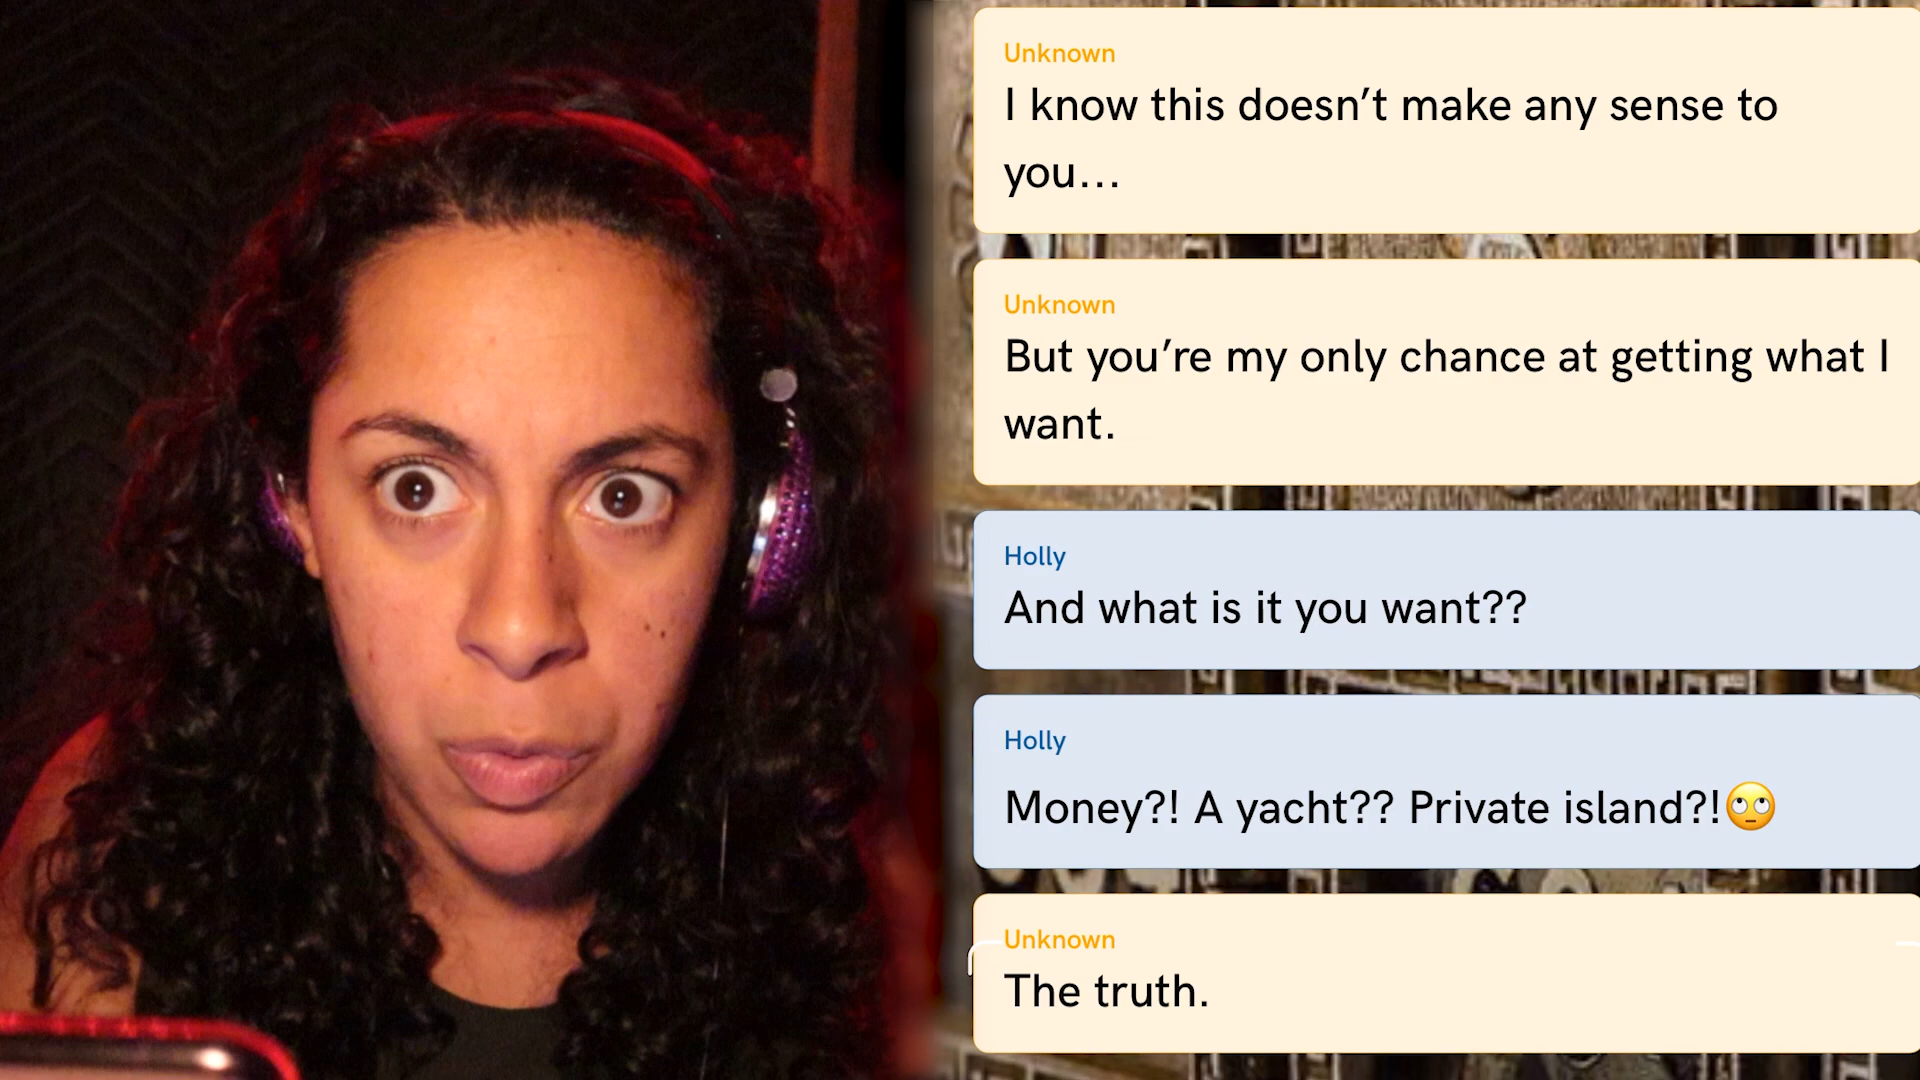 Unknown
I know this doesn’t make any sense to
you…
Unknown
But you’re my only chance at getting what I
want.
Holly
And what is it you want??
Holly
Money?! A yacht?? Private island?!🙄
Unknown
The truth.